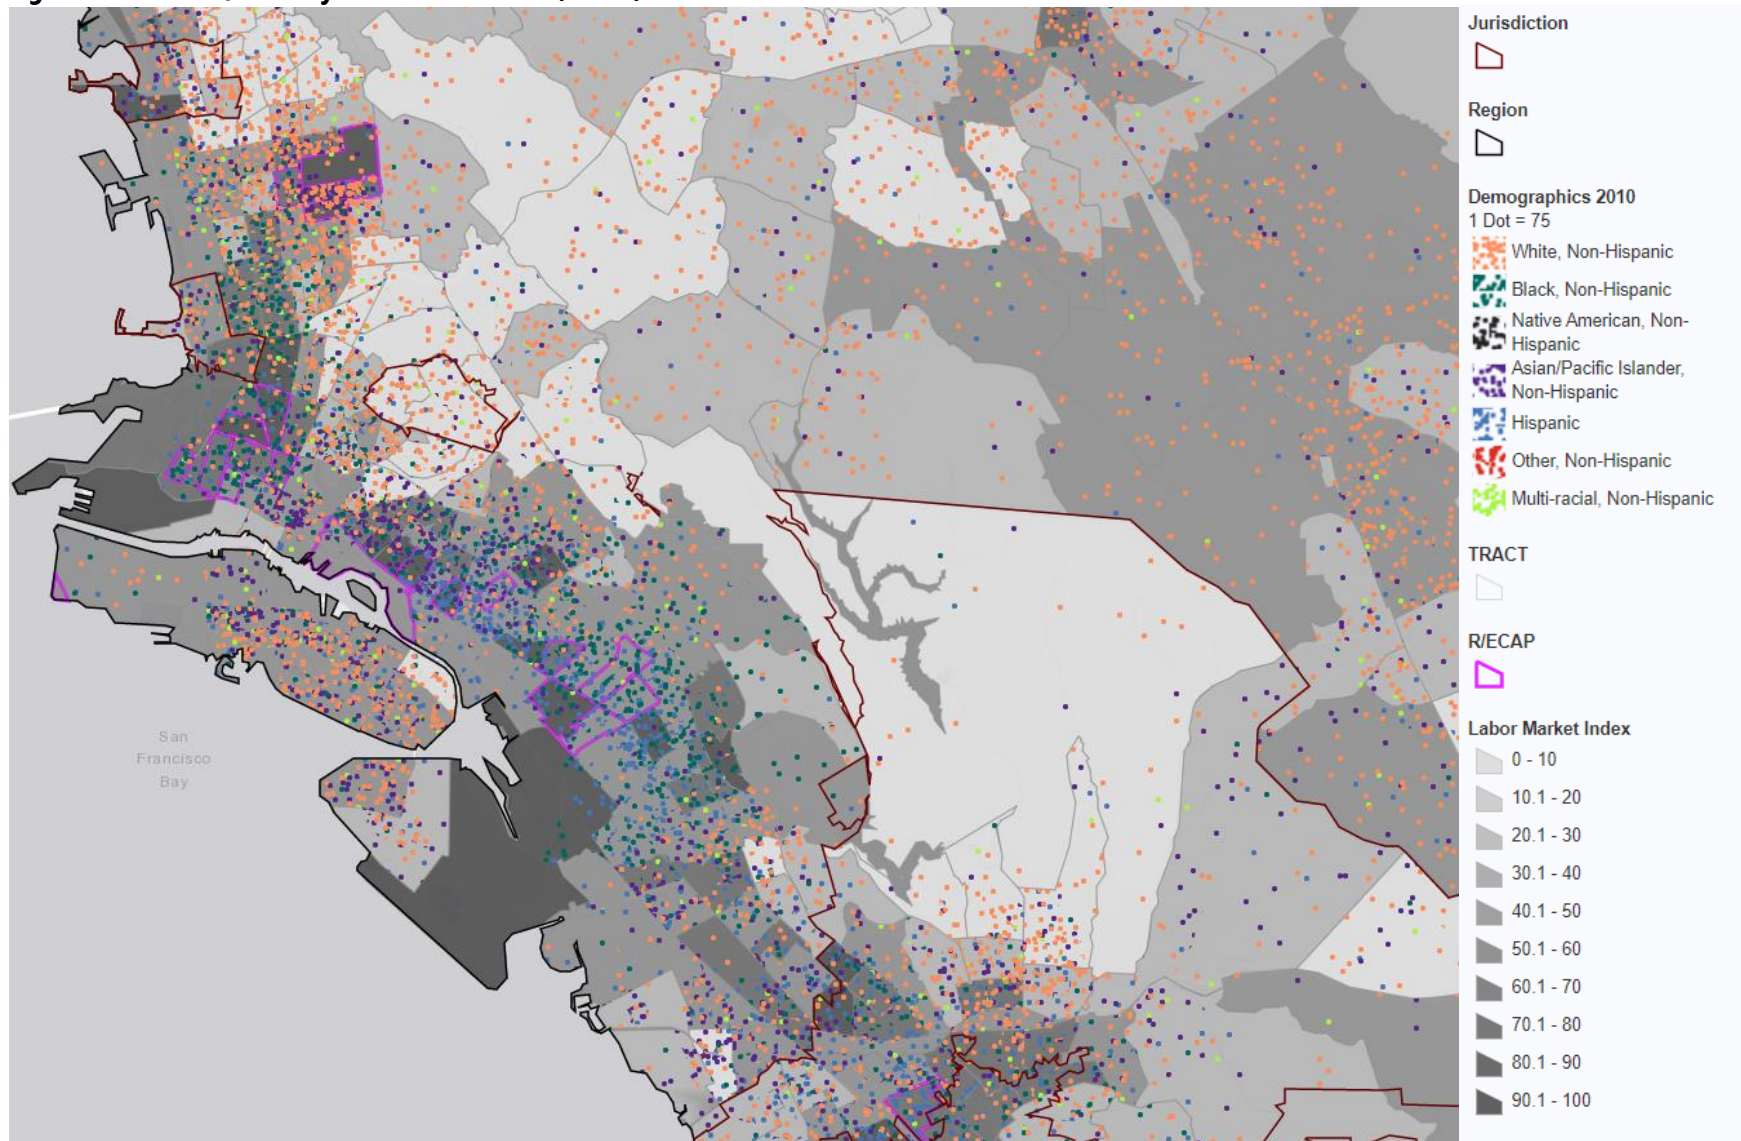 San
Francisco
Bay
Jurisdiction
Region
Demographics 2010
1 Dot = 75
White, Non-Hispanic
Black, Non-Hispanic
Native American, Non-
Hispanic
Asian/Pacific Islander,
Non-Hispanic
Hispanic
Other, Non-Hispanic
Multi-racial, Non-Hispanic
TRACT
R/ECAP
Labor Market Index
0 - 10
10.1 - 20
20.1 - 30
30.1 - 40
40.1 - 50
50.1 - 60
60.1 - 70
70.1 - 80
80.1 - 90
90.1 - 100